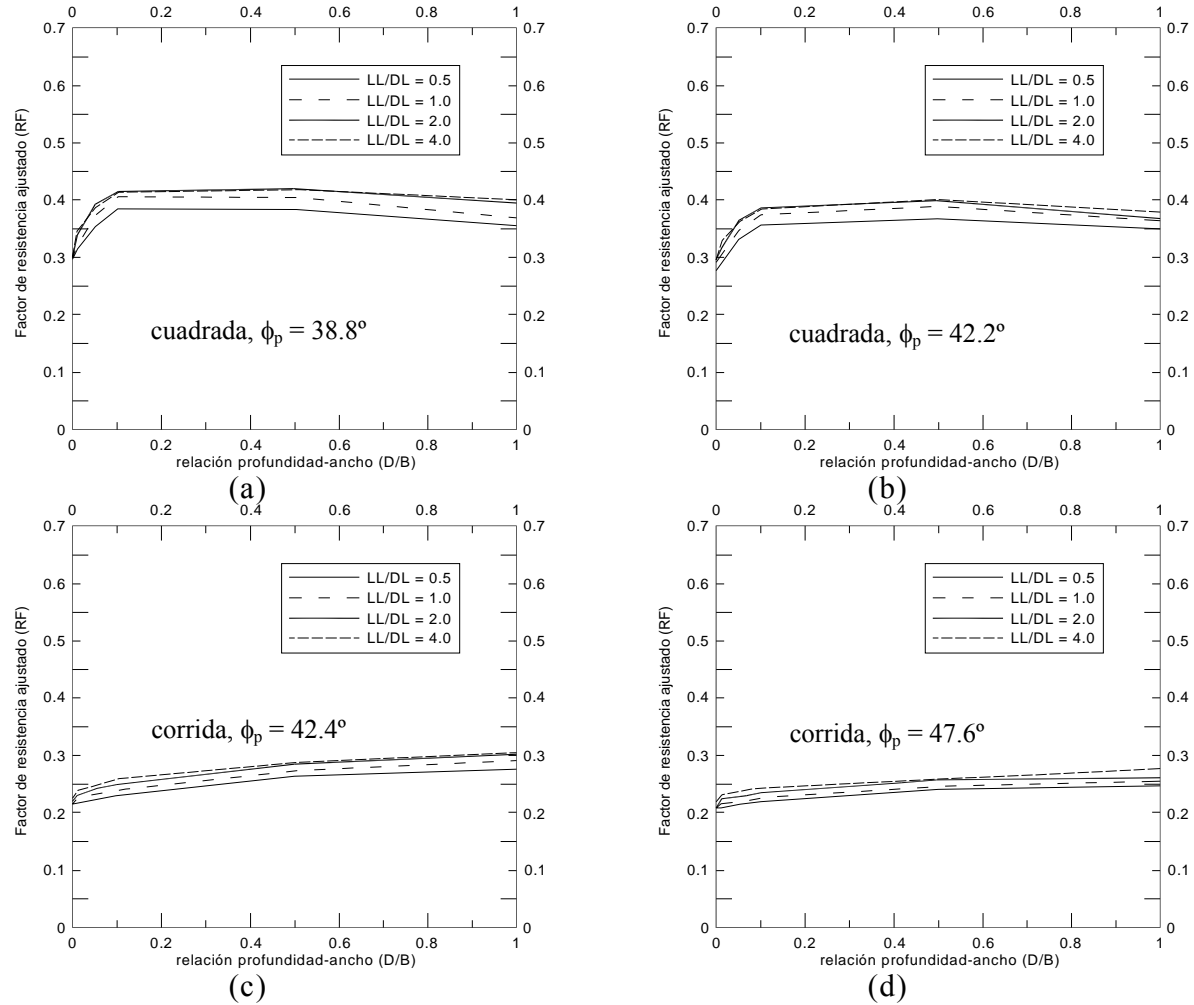 0 0.2 0.4 0.6 0.8 1
0.7
0.6
0.5
0.4
0.3
0.2
0.1
0
0.7
0.6
0.5
0.4
0.3
0.2
0.1
0
Factor de resistencia ajustado (RF)
LL/DL = 0.5
LL/DL = 1.0
LL/DL = 2.0
LL/DL = 4.0
cuadrada, ϕp = 38.8º
0 0.2 0.4 0.6 0.8 1
relación profundidad-ancho (D/B)
(a)
0 0.2 0.4 0.6 0.8 1
0.7
0.6
0.5
0.4
0.3
0.2
0.1
0
0.7
0.6
0.5
0.4
0.3
0.2
0.1
0
Factor de resistencia ajustado (RF)
LL/DL = 0.5
LL/DL = 1.0
LL/DL = 2.0
LL/DL = 4.0
cuadrada, ϕp = 42.2º
0 0.2 0.4 0.6 0.8 1
relación profundidad-ancho (D/B)
(b)
0 0.2 0.4 0.6 0.8 1
0.7
0.6
0.5
0.4
0.3
0.2
0.1
0
0.7
0.6
0.5
0.4
0.3
0.2
0.1
0
Factor de resistencia ajustado (RF)
LL/DL = 0.5
LL/DL = 1.0
LL/DL = 2.0
LL/DL = 4.0
corrida, ϕp = 42.4º
0 0.2 0.4 0.6 0.8 1
relación profundidad-ancho (D/B)
(c)
0 0.2 0.4 0.6 0.8 1
0.7
0.6
0.5
0.4
0.3
0.2
0.1
0
0.7
0.6
0.5
0.4
0.3
0.2
0.1
0
Factor de resistencia ajustado (RF)
LL/DL = 0.5
LL/DL = 1.0
LL/DL = 2.0
LL/DL = 4.0
corrida, ϕp = 47.6º
0 0.2 0.4 0.6 0.8 1
relación profundidad-ancho (D/B)
(d)